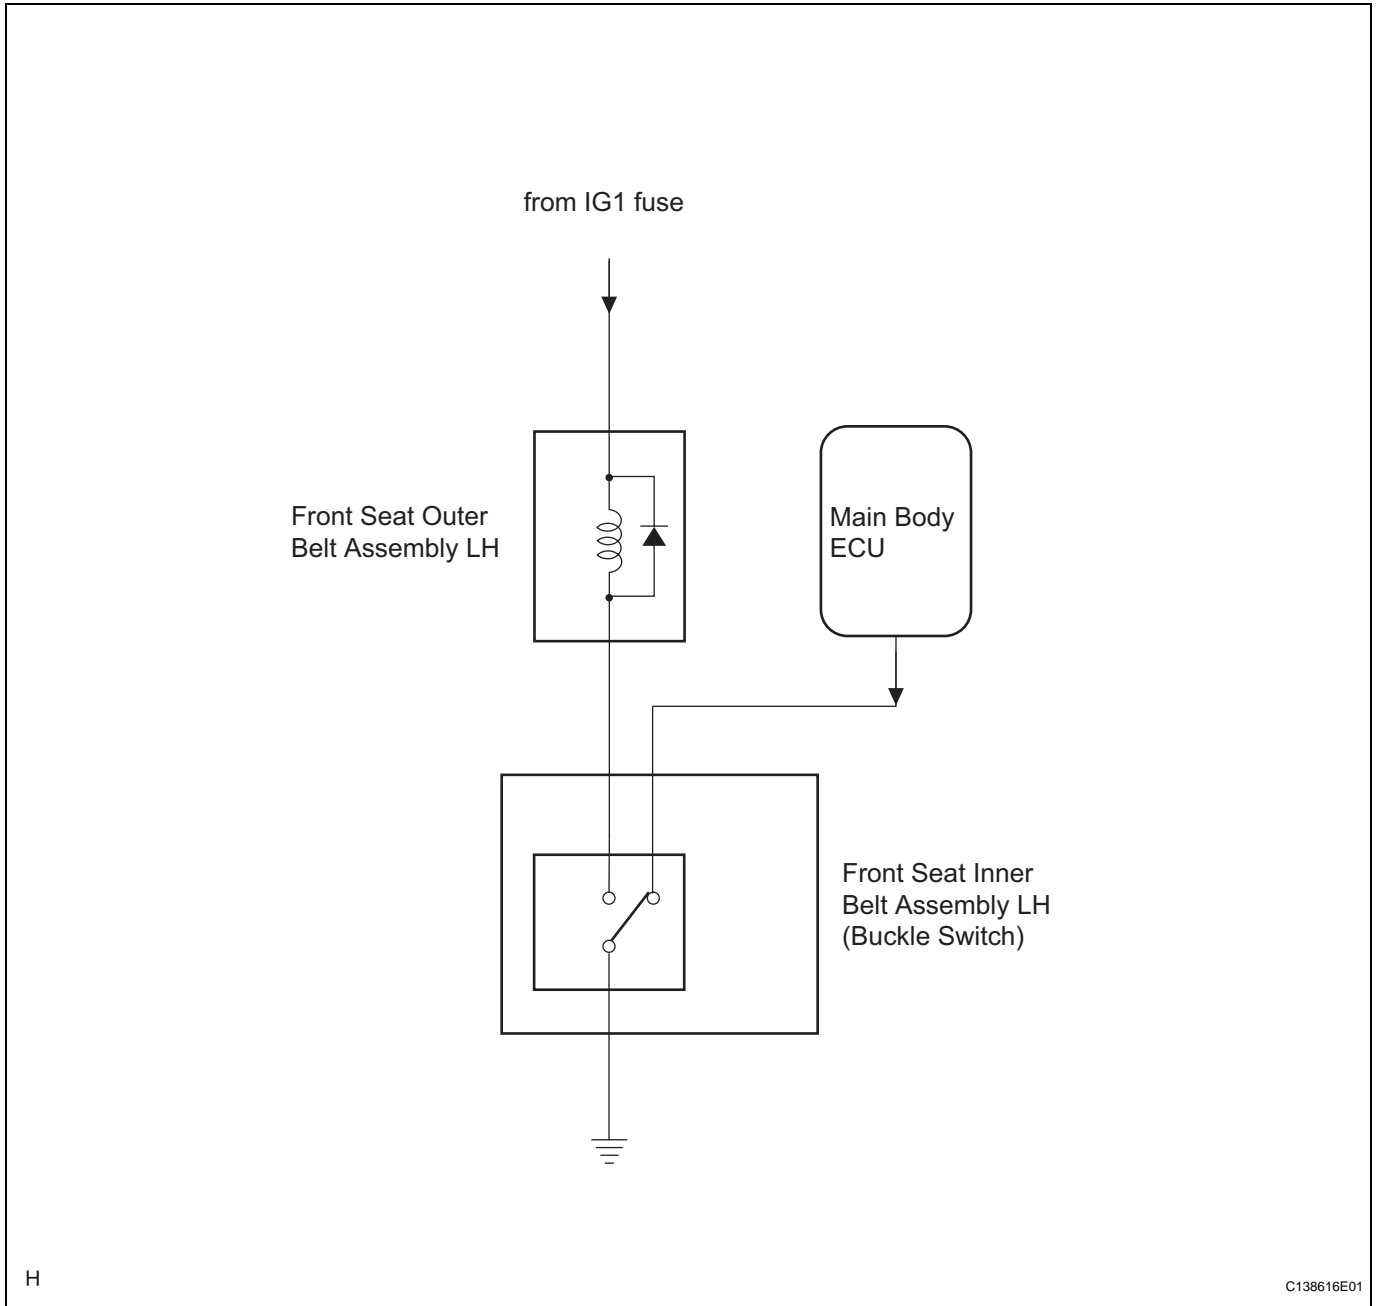 from IG1 fuse
Front Seat Outer
Belt Assembly LH
Main Body
ECU
Front Seat Inner
Belt Assembly LH
(Buckle Switch)
H
C138616E01